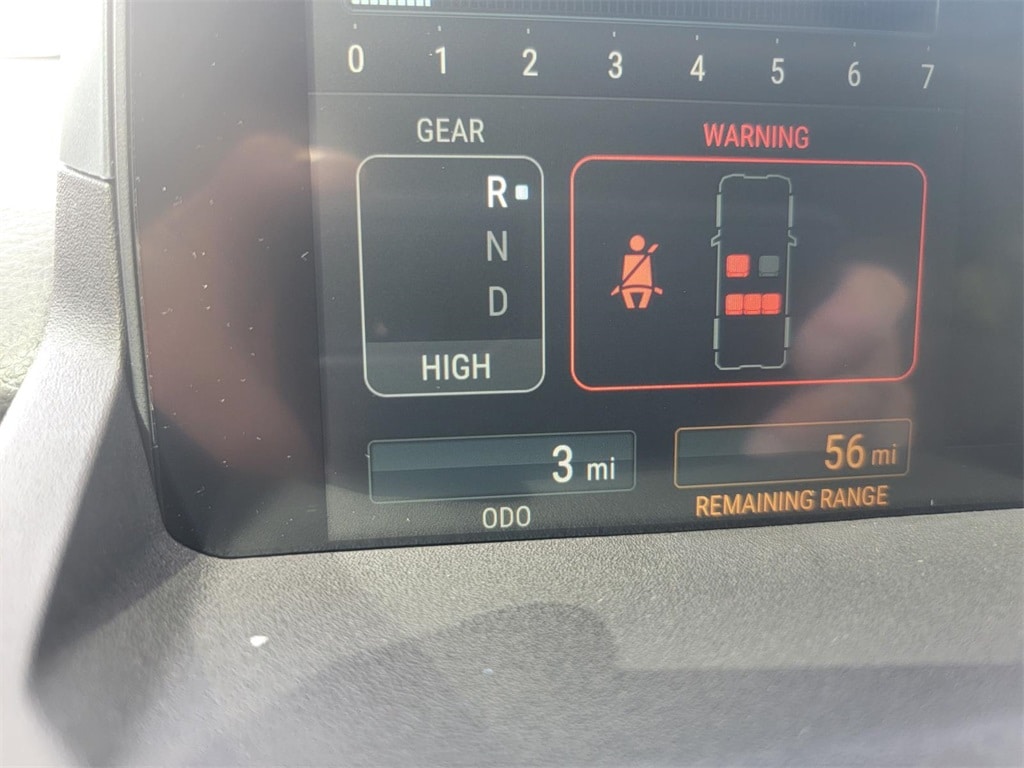 0 1 2 3 4 5 6 7
GEAR
WARNING
R
N
D
HIGH
3 mi
56 mi
ODO
REMAINING RANGE